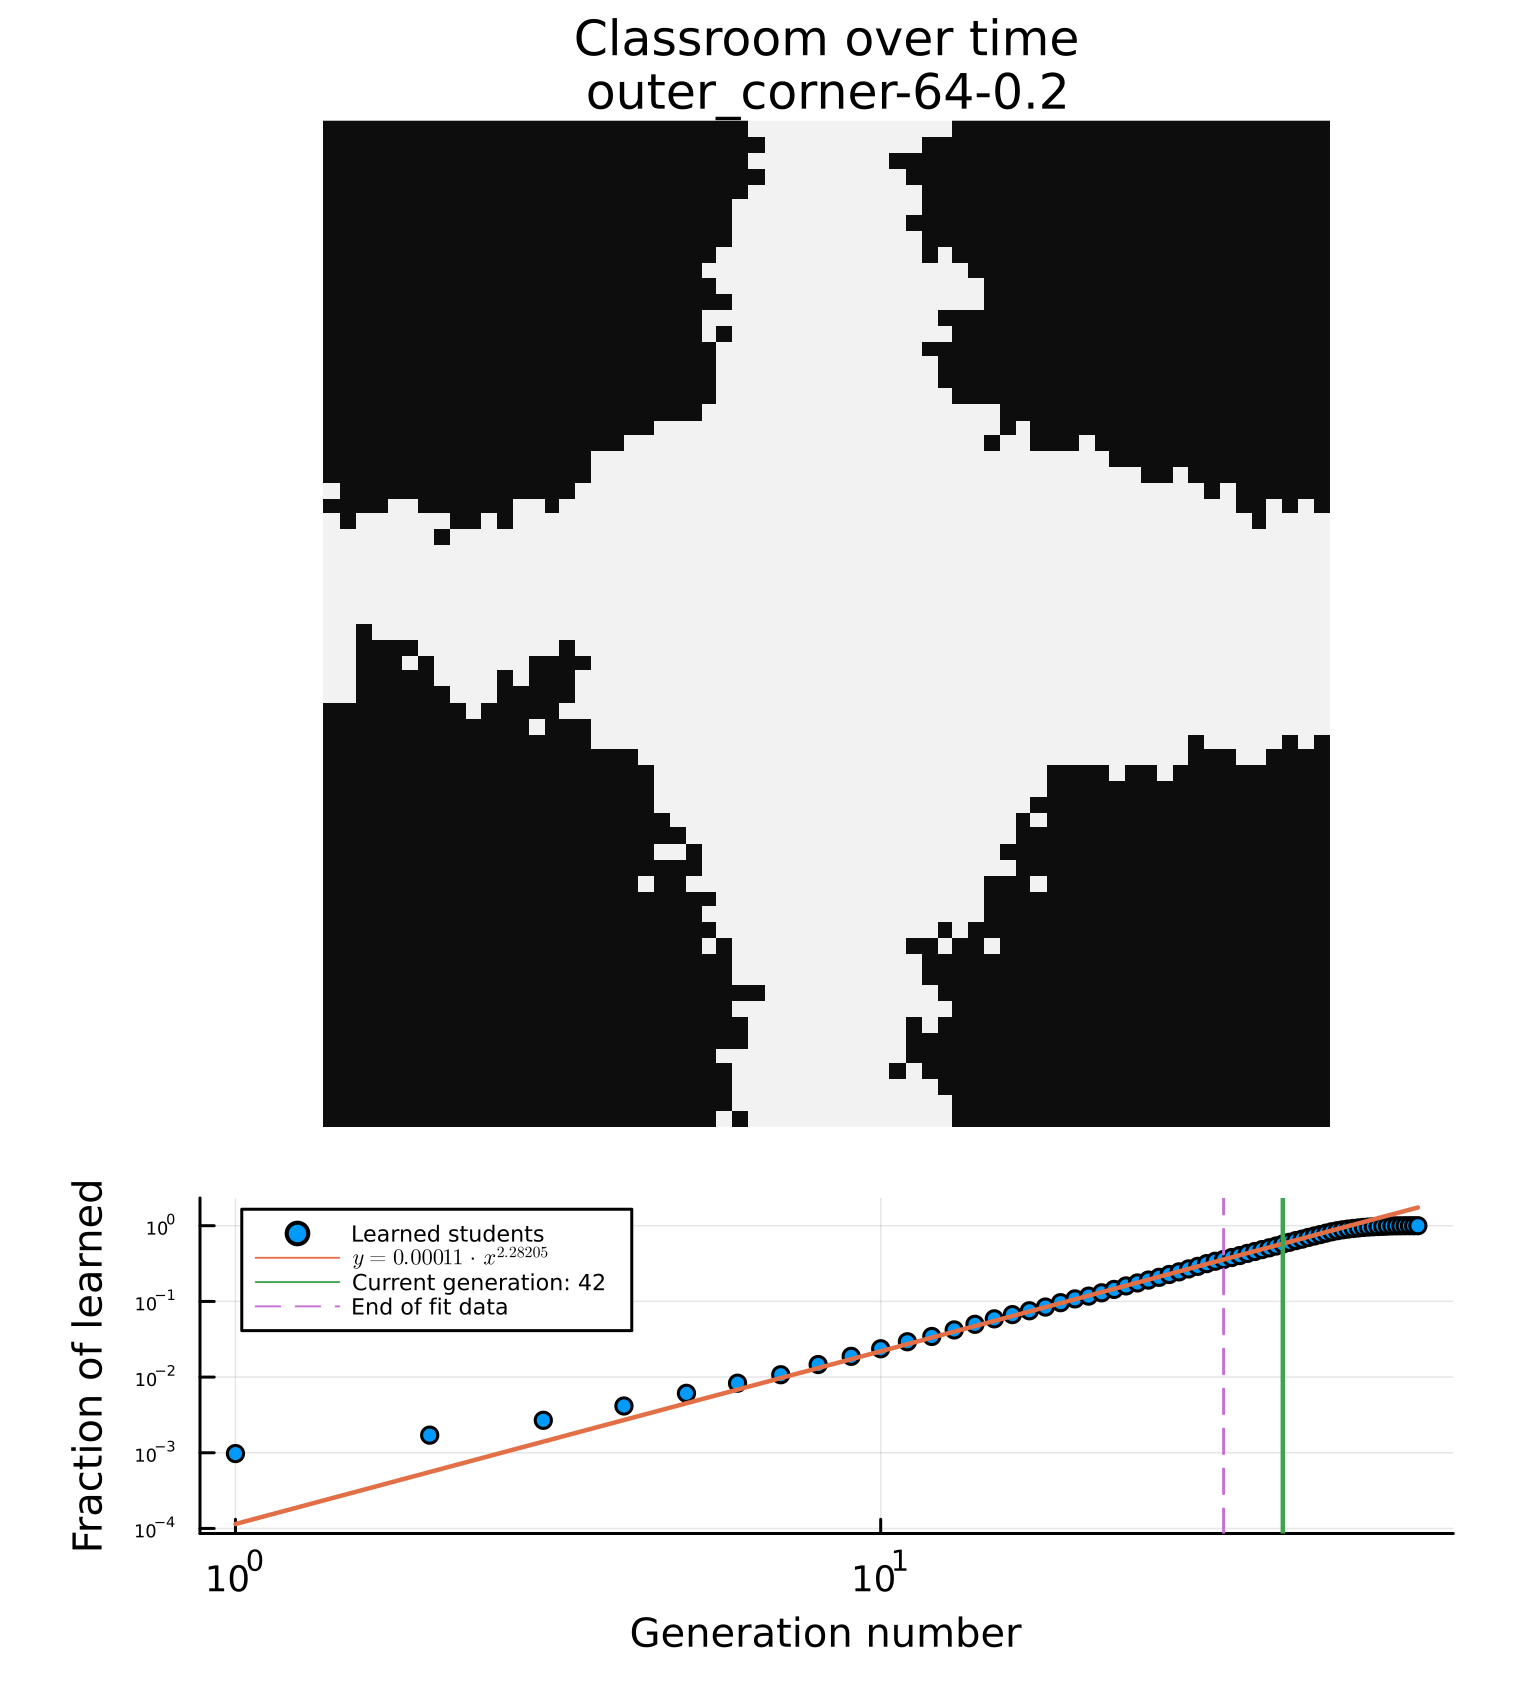 Classroom over time
outer_corner-64-0.2
Fraction of learned
10^0
10^-1
10^-2
10^-3
10^-4
Learned students
y = 0.00011 · x^2.28205
Current generation: 42
End of fit data
10^0 10^1
Generation number